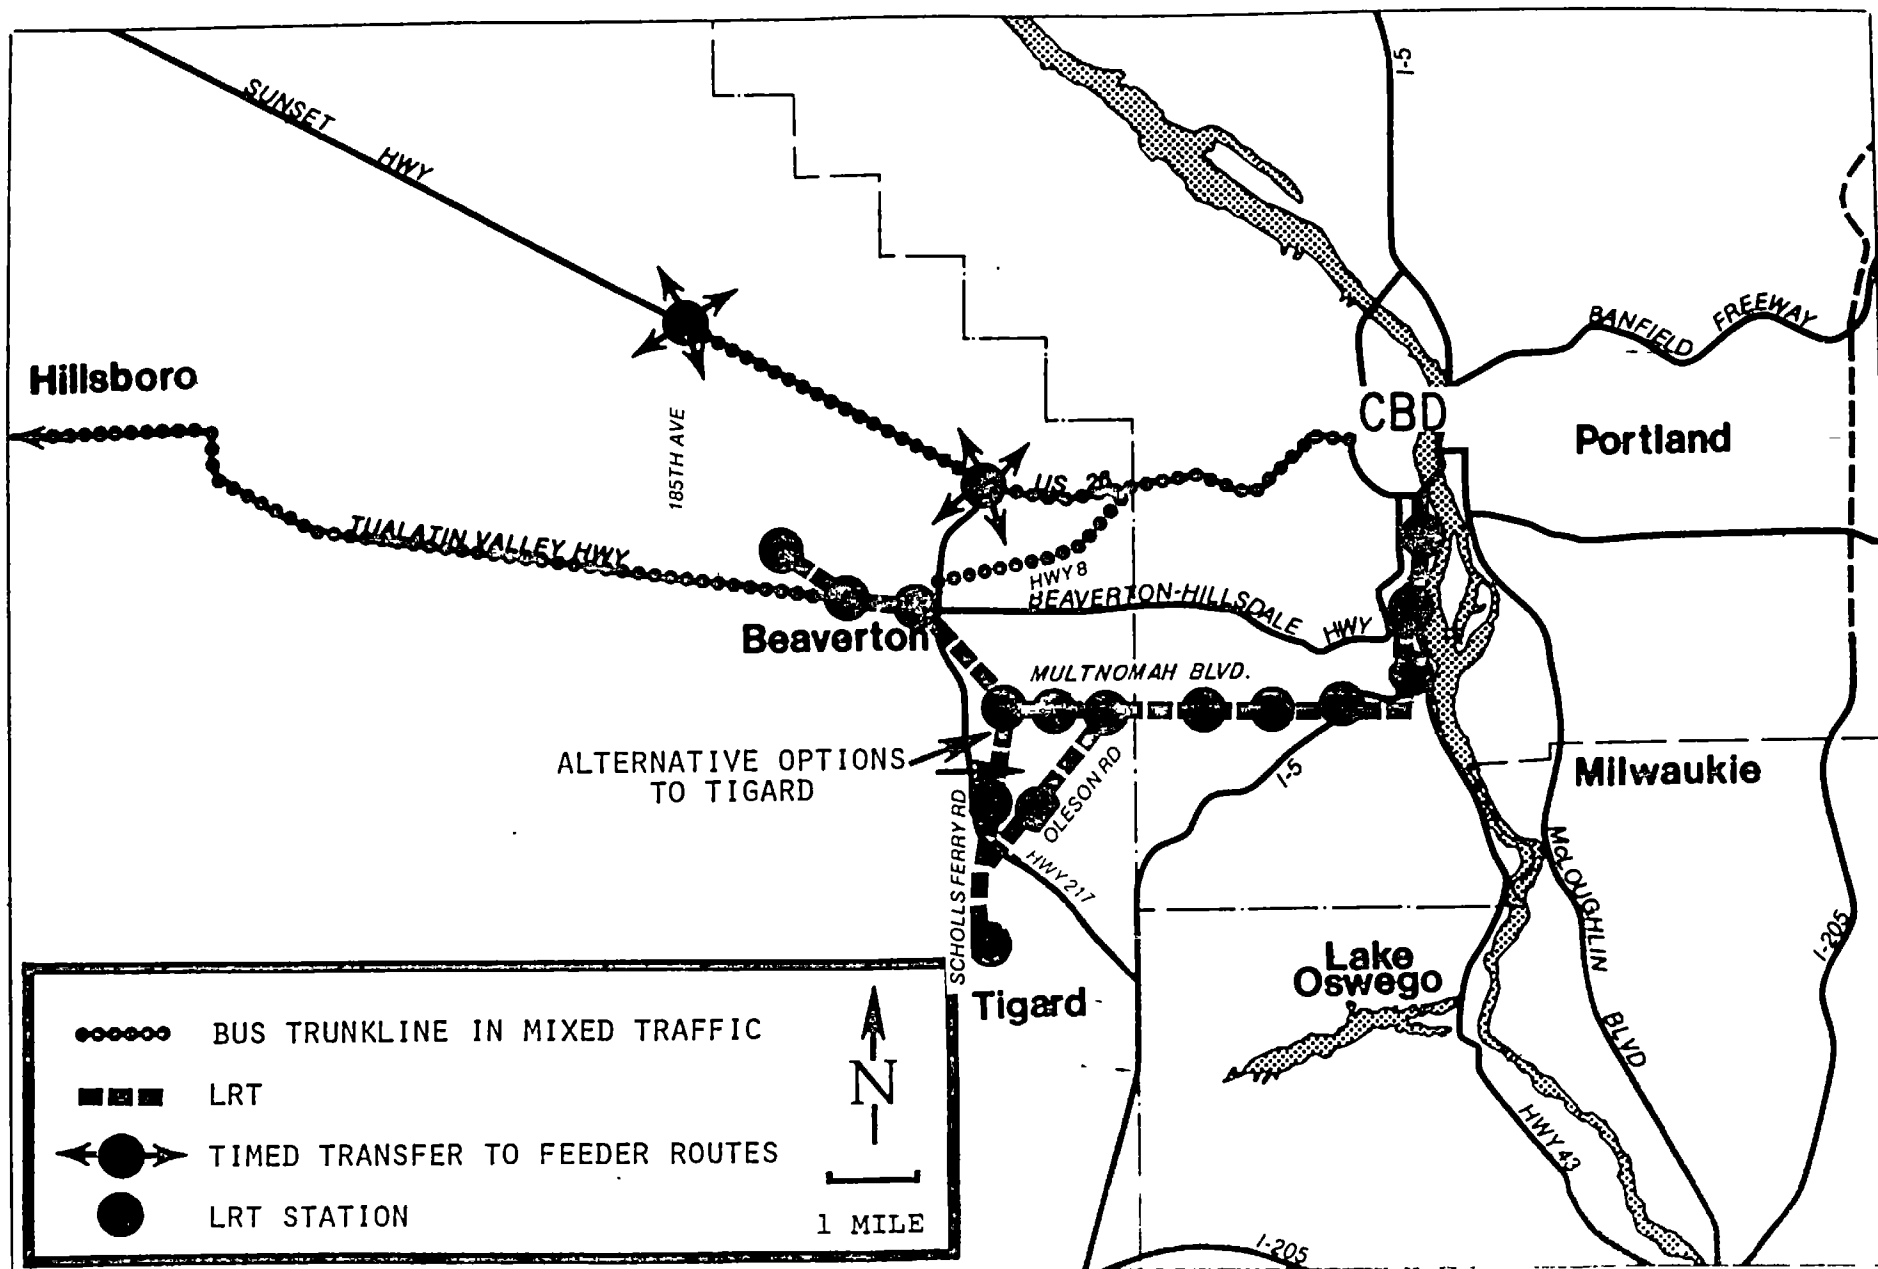 I-5
SUNSET
HWY
BANFIELD
FREEWAY
Hillsboro
CBD
Portland
185TH AVE
US 26
TUALATIN VALLEY HWY
HWY 8
BEAVERTON-HILLSDALE
HWY
Beaverton
MULTNOMAH BLVD.
ALTERNATIVE OPTIONS
TO TIGARD
I-5
Milwaukie
OLESON RD
SCHOLLS FERRY RD
HWY 217
McLOUGHLIN
BLVD
I-205
Lake
Oswego
Tigard
HWY 43
I-205
BUS TRUNKLINE IN MIXED TRAFFIC
LRT
TIMED TRANSFER TO FEEDER ROUTES
LRT STATION
N
1 MILE